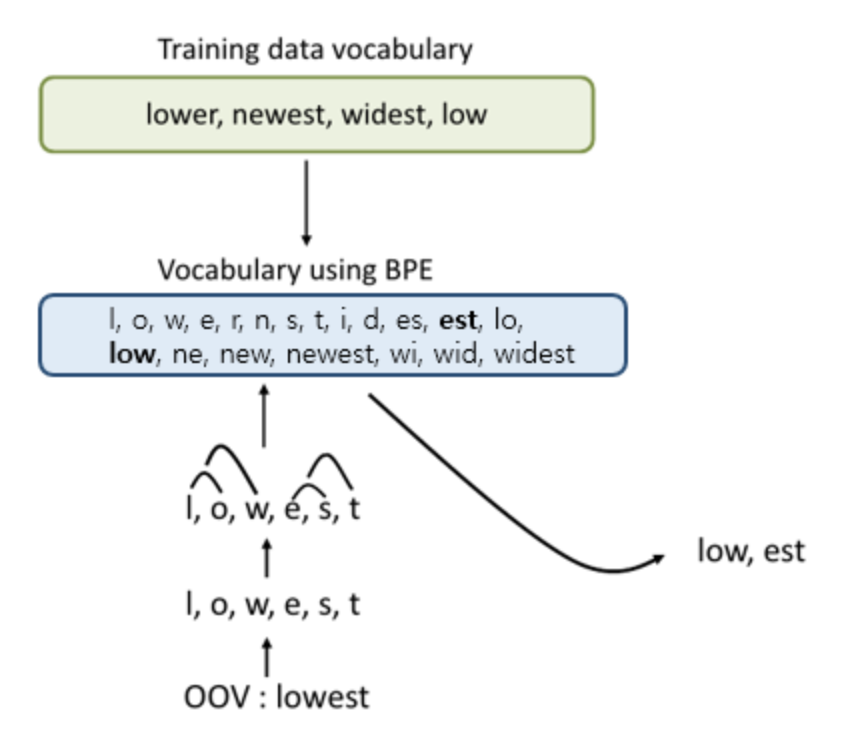 Training data vocabulary
lower, newest, widest, low
Vocabulary using BPE
l, o, w, e, r, n, s, t, i, d, es, est, lo,
low, ne, new, newest, wi, wid, widest
l, o, w, e, s, t
low, est
l, o, w, e, s, t
OOV : lowest